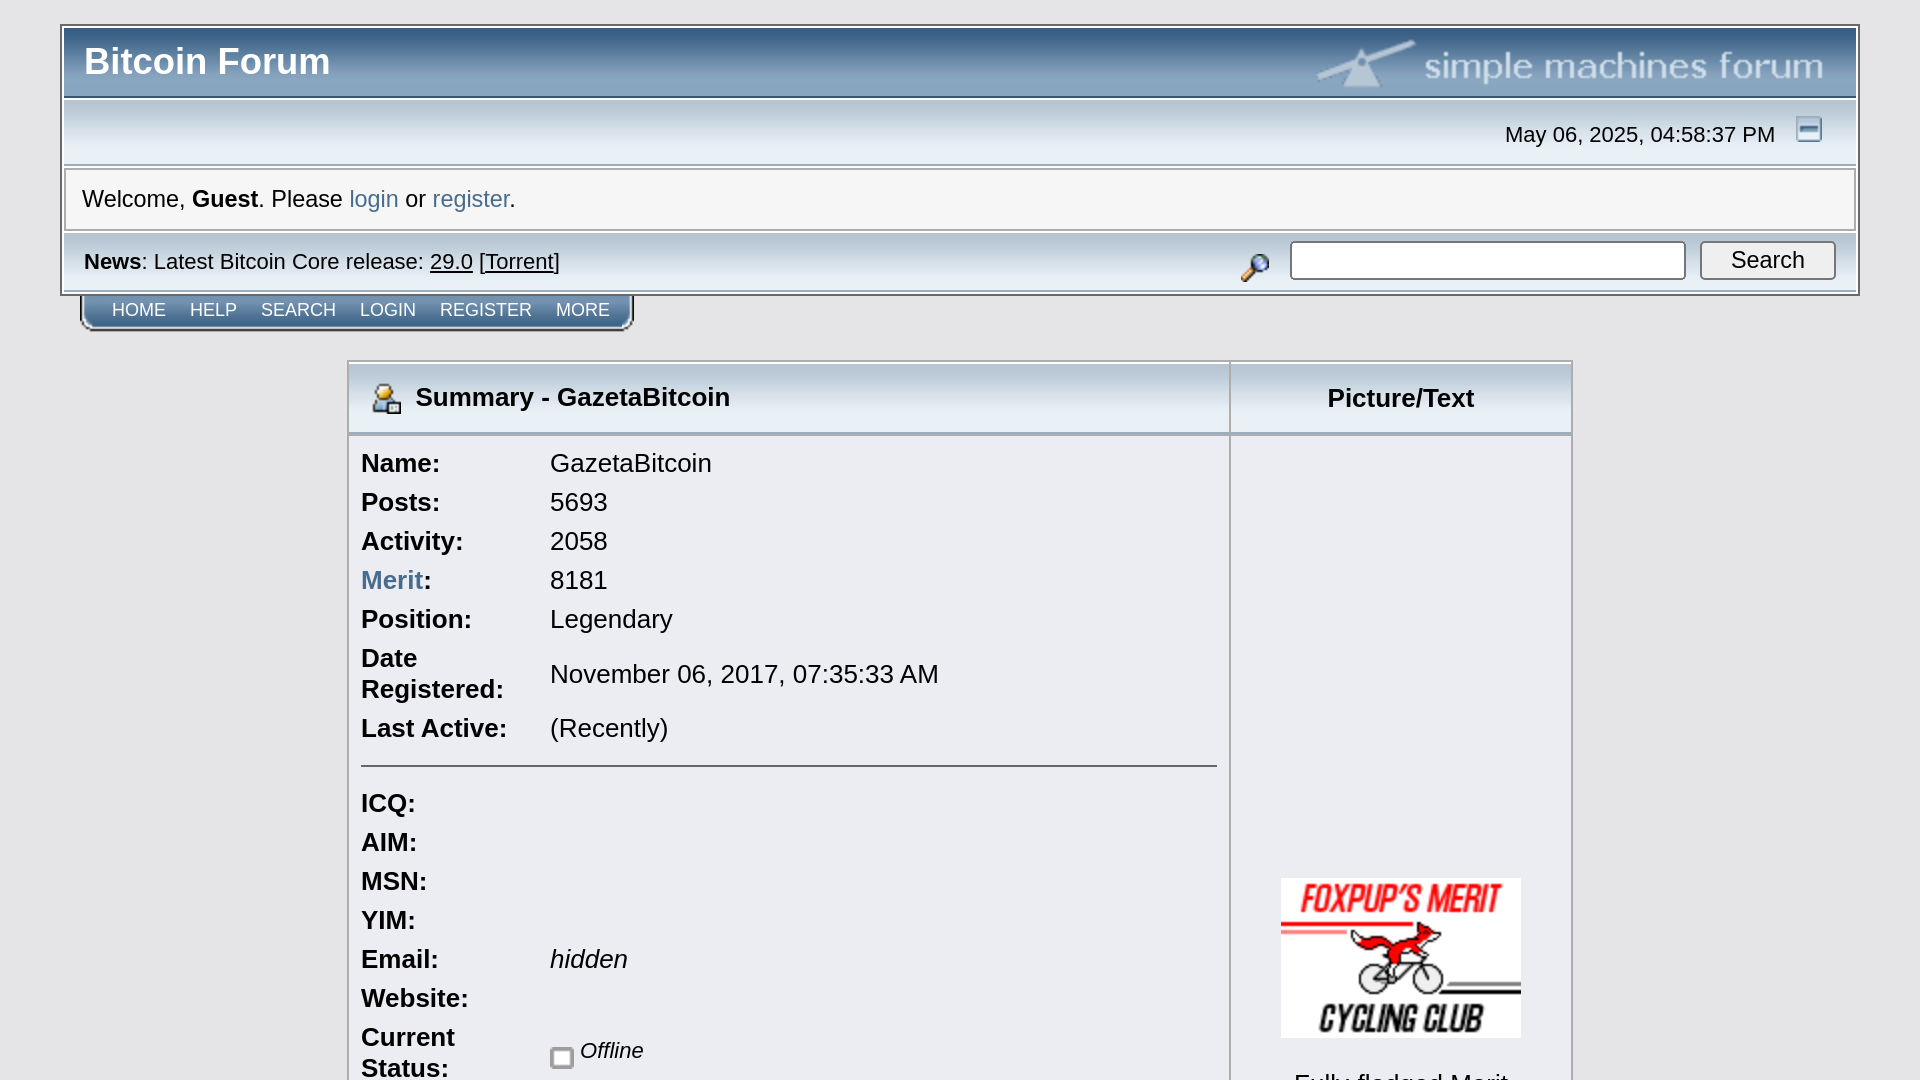 Bitcoin Forum
simple machines forum
May 06, 2025, 04:58:37 PM
Welcome, Guest. Please login or register.
News: Latest Bitcoin Core release: 29.0 [Torrent]
Search
HOME HELP SEARCH LOGIN REGISTER MORE
Summary - GazetaBitcoin
Picture/Text
Name: GazetaBitcoin
Posts: 5693
Activity: 2058
Merit: 8181
Position: Legendary
Date
Registered: November 06, 2017, 07:35:33 AM
Last Active: (Recently)
ICQ:
AIM:
MSN:
YIM:
Email: hidden
Website:
Current
Status: Offline
FOXPUP'S MERIT
CYCLING CLUB
Fully fledged Merit